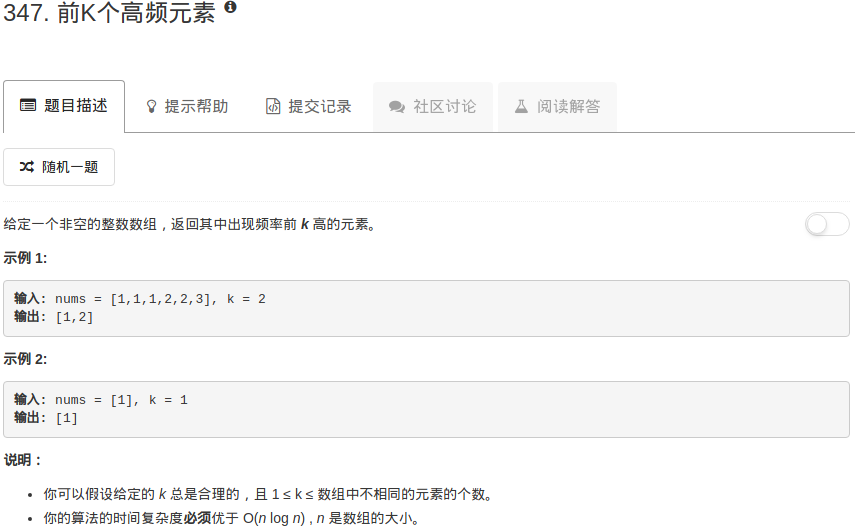 347. 前K个高频元素
题目描述 提示帮助 提交记录 社区讨论 阅读解答
随机一题
给定一个非空的整数数组，返回其中出现频率前 k 高的元素。
示例 1:
输入: nums = [1,1,1,2,2,3], k = 2
输出: [1,2]
示例 2:
输入: nums = [1], k = 1
输出: [1]
说明：
• 你可以假设给定的 k 总是合理的，且 1 ≤ k ≤ 数组中不相同的元素的个数。
• 你的算法的时间复杂度必须优于 O(n log n) , n 是数组的大小。